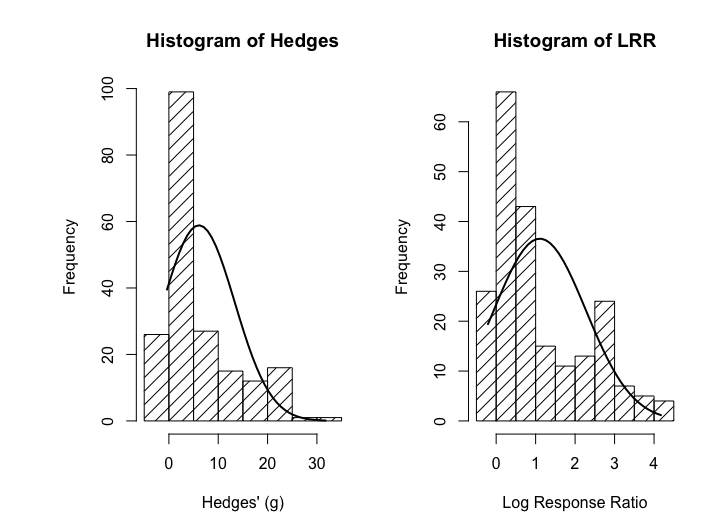 Histogram of Hedges
Frequency
0
20
40
60
80
100
0 10 20 30
Hedges' (g)
Histogram of LRR
Frequency
0
10
20
30
40
50
60
0 1 2 3 4
Log Response Ratio